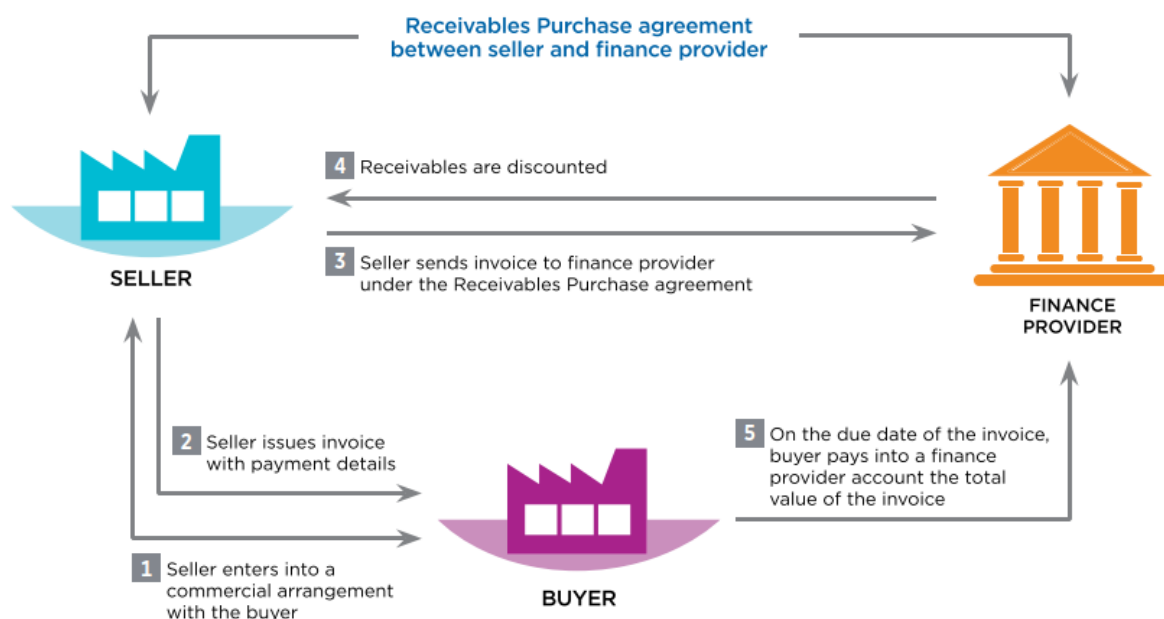 Receivables Purchase agreement
between seller and finance provider
4 Receivables are discounted
3 Seller sends invoice to finance provider
under the Receivables Purchase agreement
SELLER
FINANCE
PROVIDER
2 Seller issues invoice
with payment details
5 On the due date of the invoice,
buyer pays into a finance
provider account the total
value of the invoice
1 Seller enters into a
commercial arrangement
with the buyer
BUYER